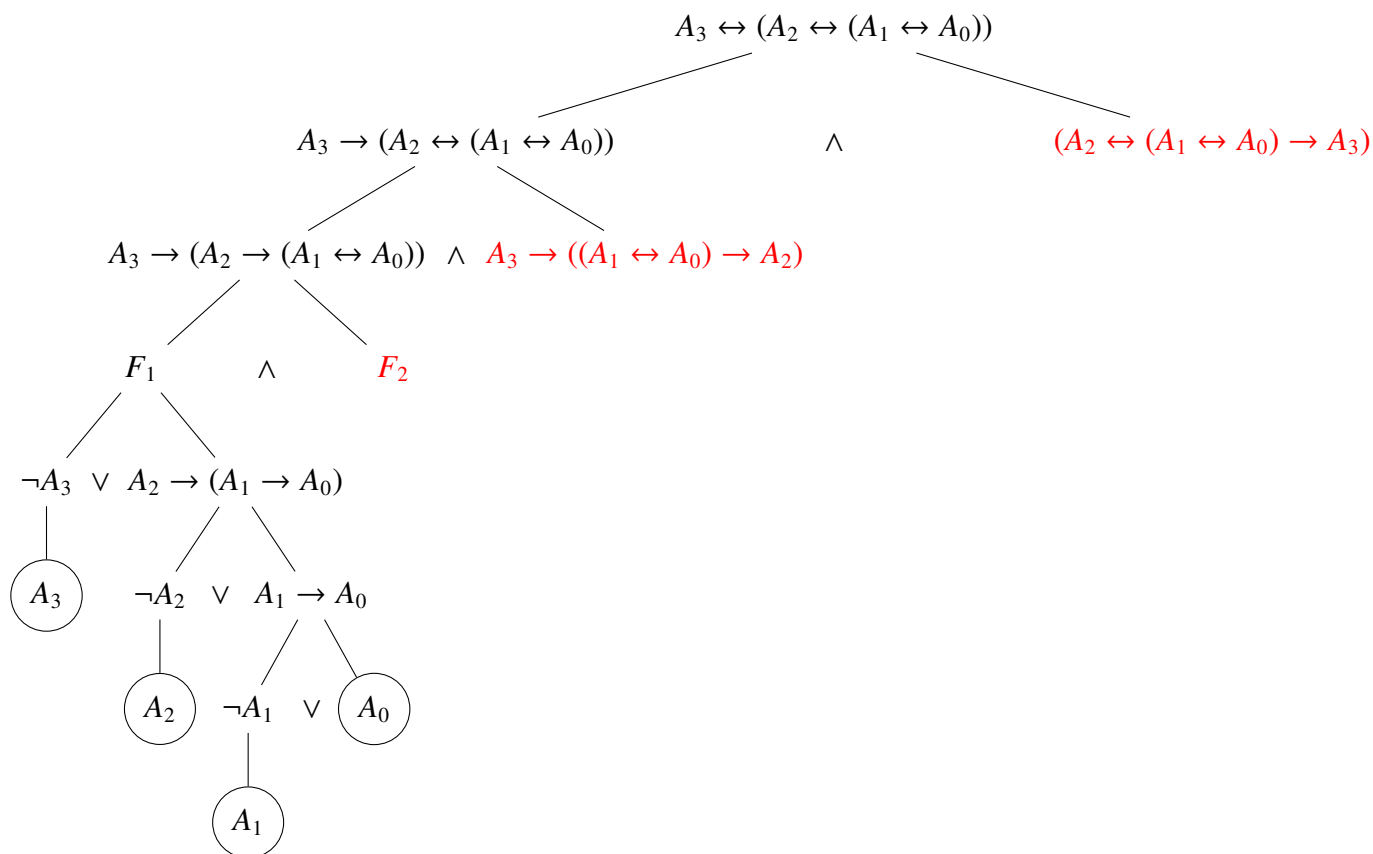 A₃ ↔ (A₂ ↔ (A₁ ↔ A₀))
A₃ → (A₂ ↔ (A₁ ↔ A₀)) ∧ (A₂ ↔ (A₁ ↔ A₀) → A₃)
A₃ → (A₂ → (A₁ ↔ A₀)) ∧ A₃ → ((A₁ ↔ A₀) → A₂)
F₁ ∧ F₂
¬A₃ ∨ A₂ → (A₁ → A₀)
A₃ ¬A₂ ∨ A₁ → A₀
A₂ ¬A₁ ∨ A₀
A₁